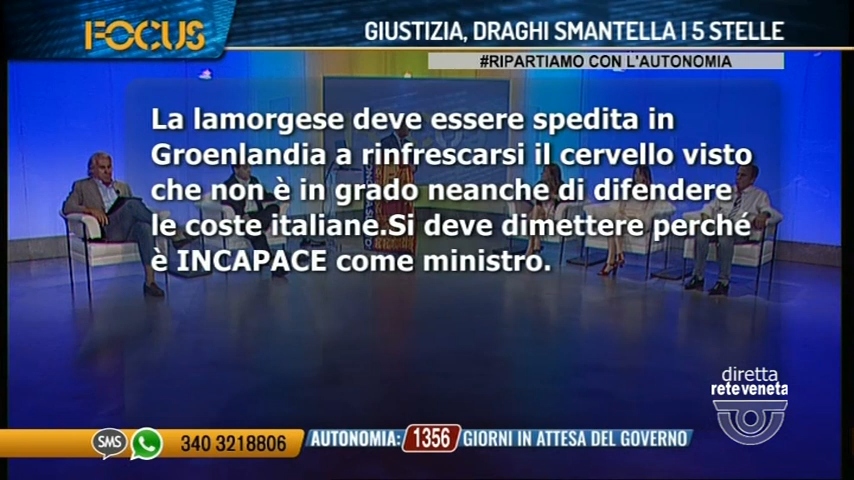 FOCUS
GIUSTIZIA, DRAGHI SMANTELLA I 5 STELLE
#RIPARTIAMO CON L'AUTONOMIA
La lamorgese deve essere spedita in
Groenlandia a rinfrescarsi il cervello visto
che non è in grado neanche di difendere
le coste italiane.Si deve dimettere perché
è INCAPACE come ministro.
diretta
reteveneta
SMS 340 3218806 AUTONOMIA: 1356 GIORNI IN ATTESA DEL GOVERNO